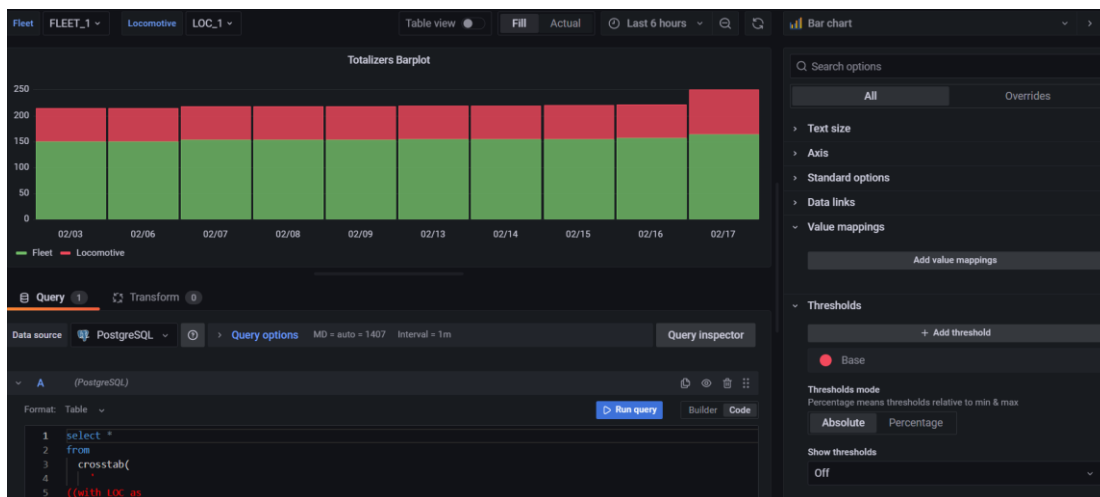 Fleet FLEET_1 Locomotive LOC_1 Table view Fill Actual Last 6 hours Bar chart
Totalizers Barplot
250
200
150
100
50
0
02/03 02/06 02/07 02/08 02/09 02/13 02/14 02/15 02/16 02/17
Fleet Locomotive
Query 1 Transform 0
Data source PostgreSQL Query options MD = auto = 1407 Interval = 1m Query inspector
A (PostgreSQL)
Format: Table Run query Builder Code
1 select *
2 from
3 crosstab(
4 '
5 ((with LOC as
Search options
All Overrides
Text size
Axis
Standard options
Data links
Value mappings
Add value mappings
Thresholds
+ Add threshold
Base
Thresholds mode
Percentage means thresholds relative to min & max
Absolute Percentage
Show thresholds
Off